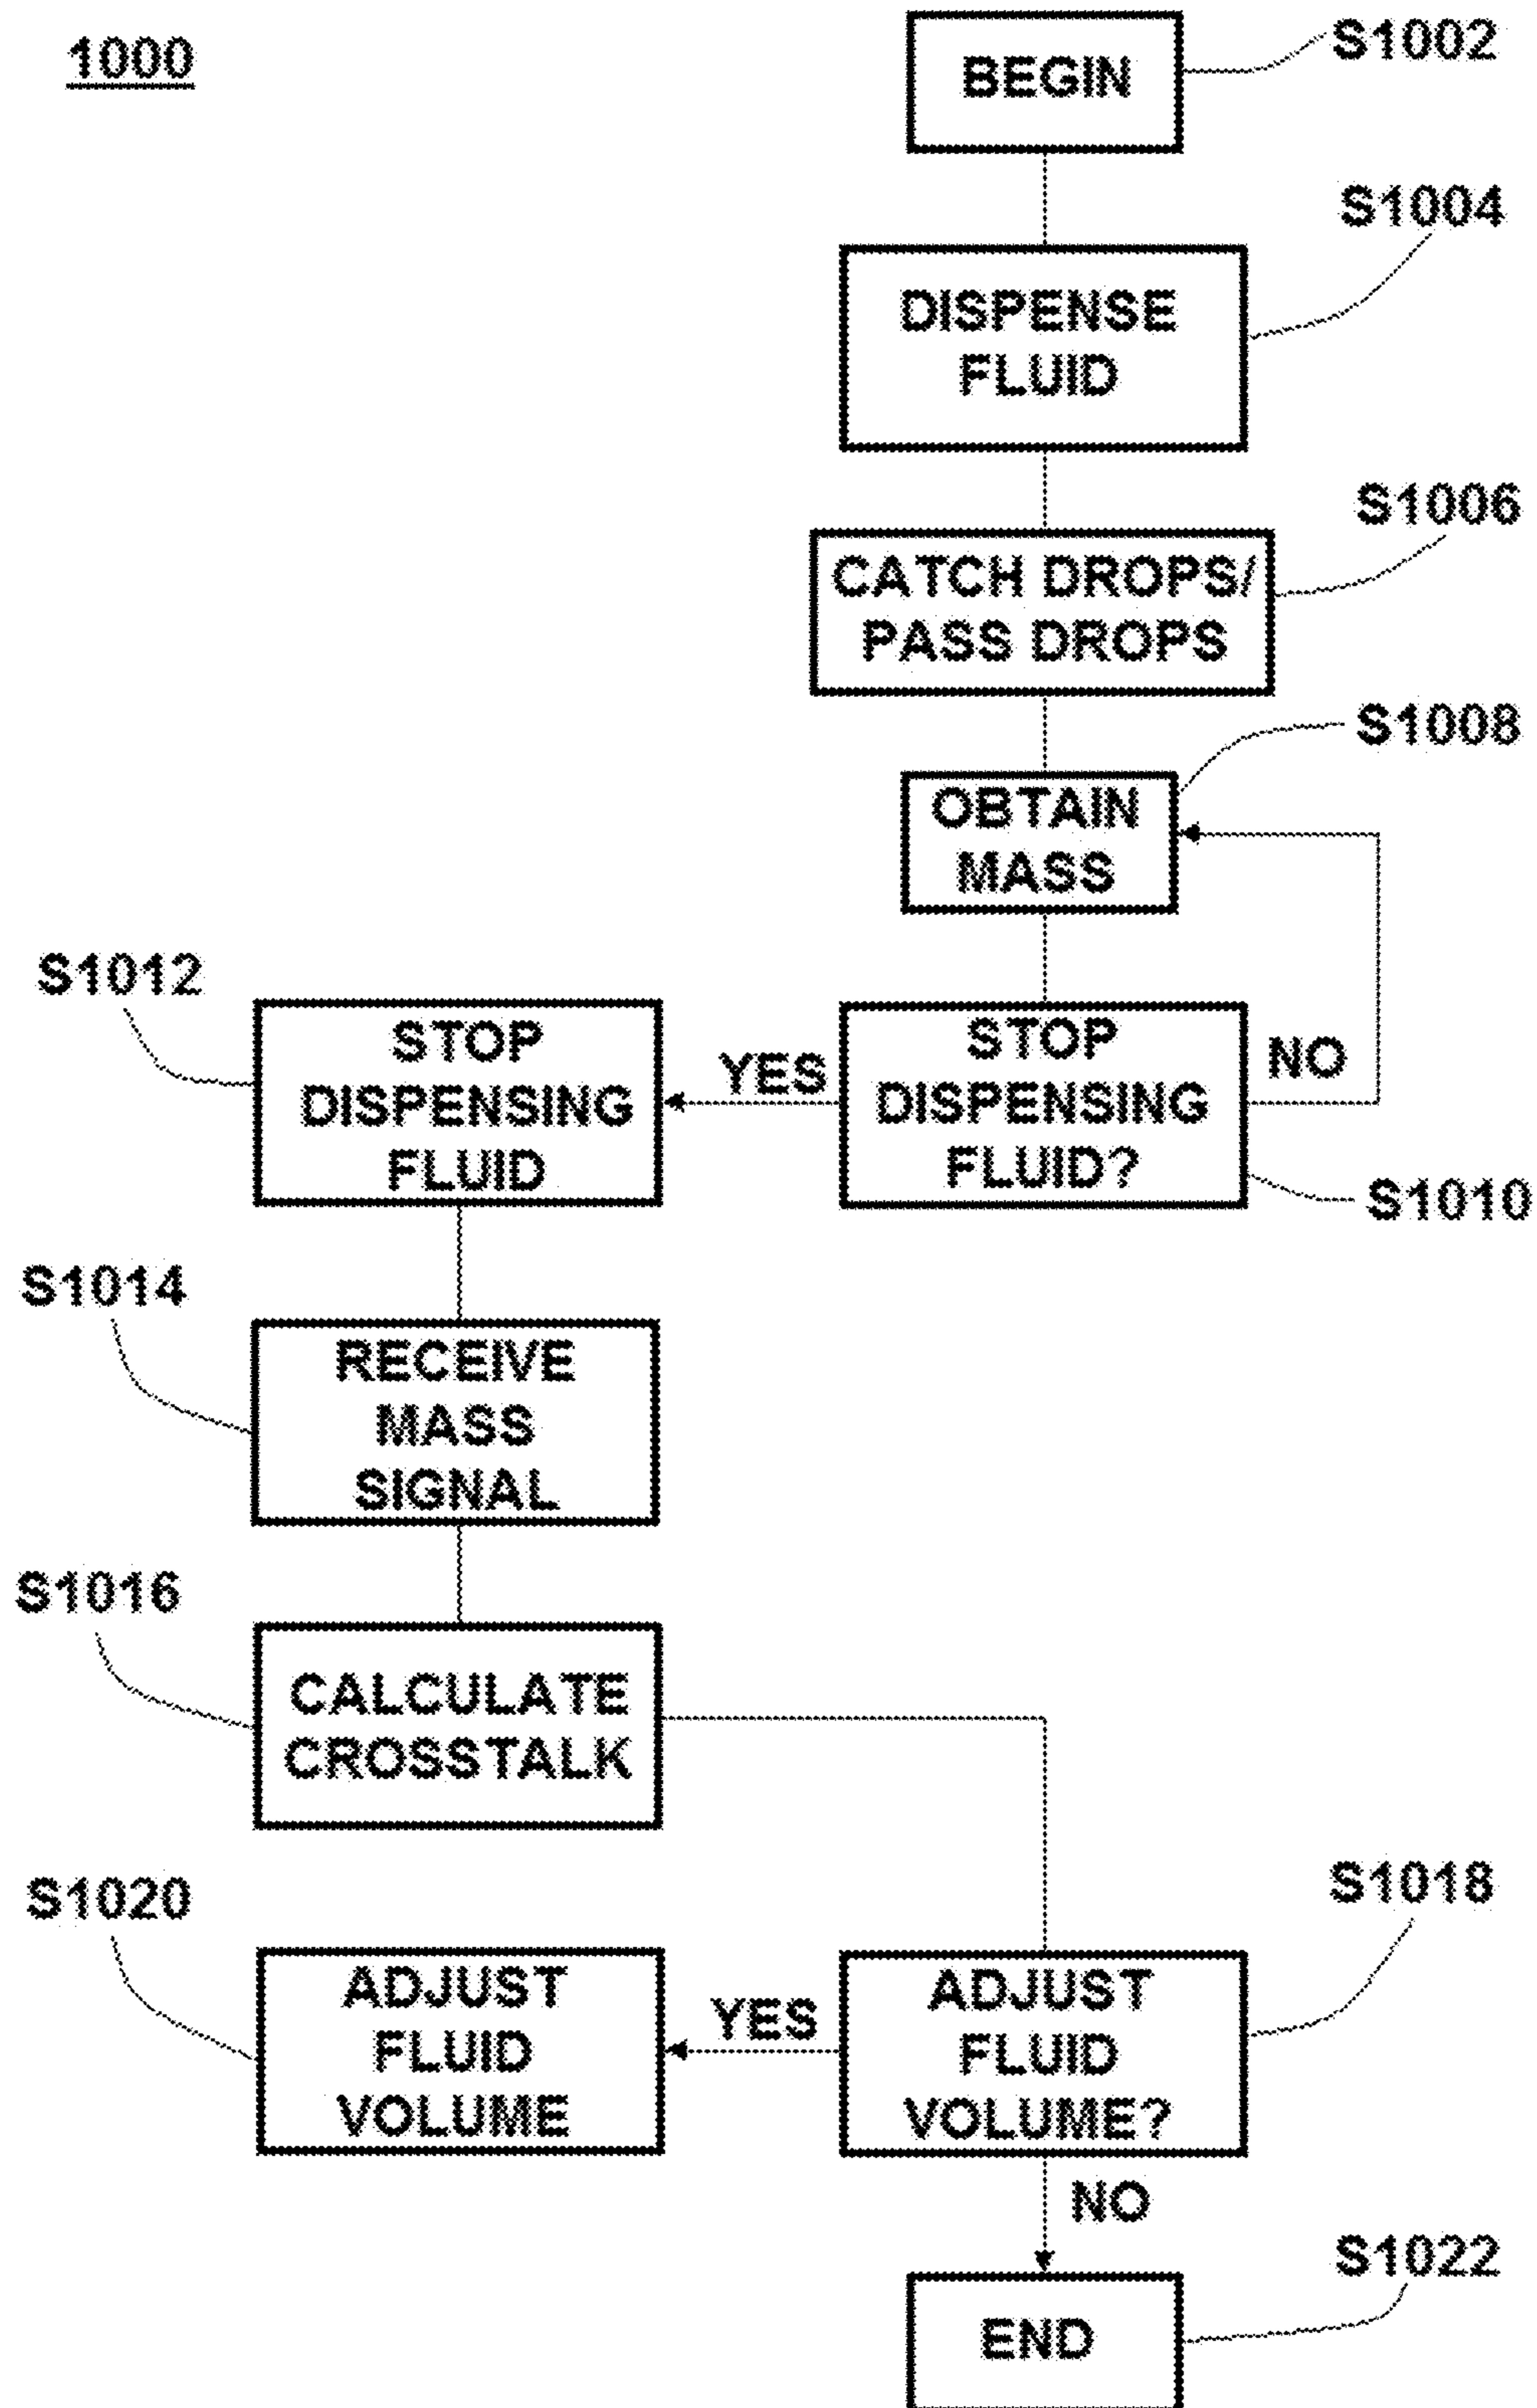 1000
BEGIN
S1002
DISPENSE
FLUID
S1004
CATCH DROPS/
PASS DROPS
S1006
OBTAIN
MASS
S1008
STOP
DISPENSING
FLUID?
S1010
NO
YES
STOP
DISPENSING
FLUID
S1012
RECEIVE
MASS
SIGNAL
S1014
CALCULATE
CROSSTALK
S1016
ADJUST
FLUID
VOLUME?
S1018
YES
ADJUST
FLUID
VOLUME
S1020
NO
END
S1022